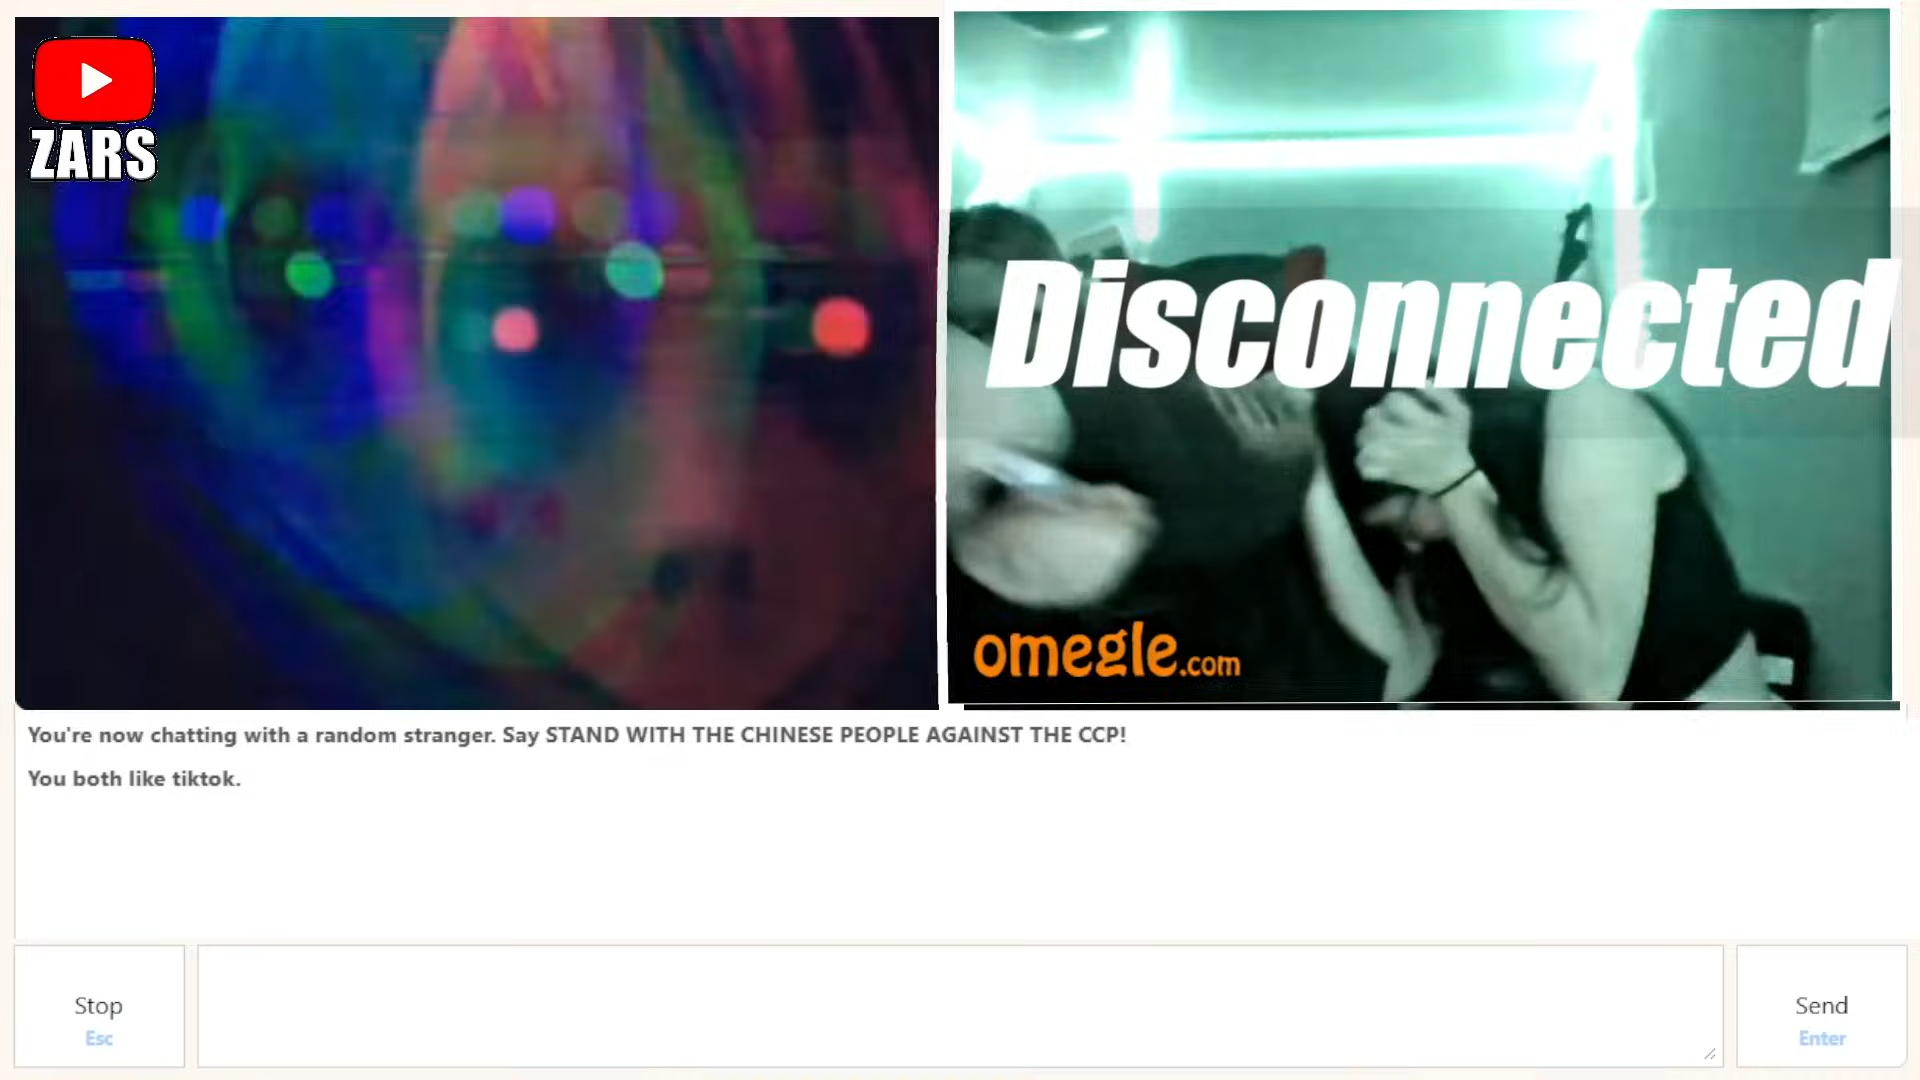 ZARS
Disconnected
omegle.com
You're now chatting with a random stranger. Say STAND WITH THE CHINESE PEOPLE AGAINST THE CCP!
You both like tiktok.
Stop
Esc
Send
Enter